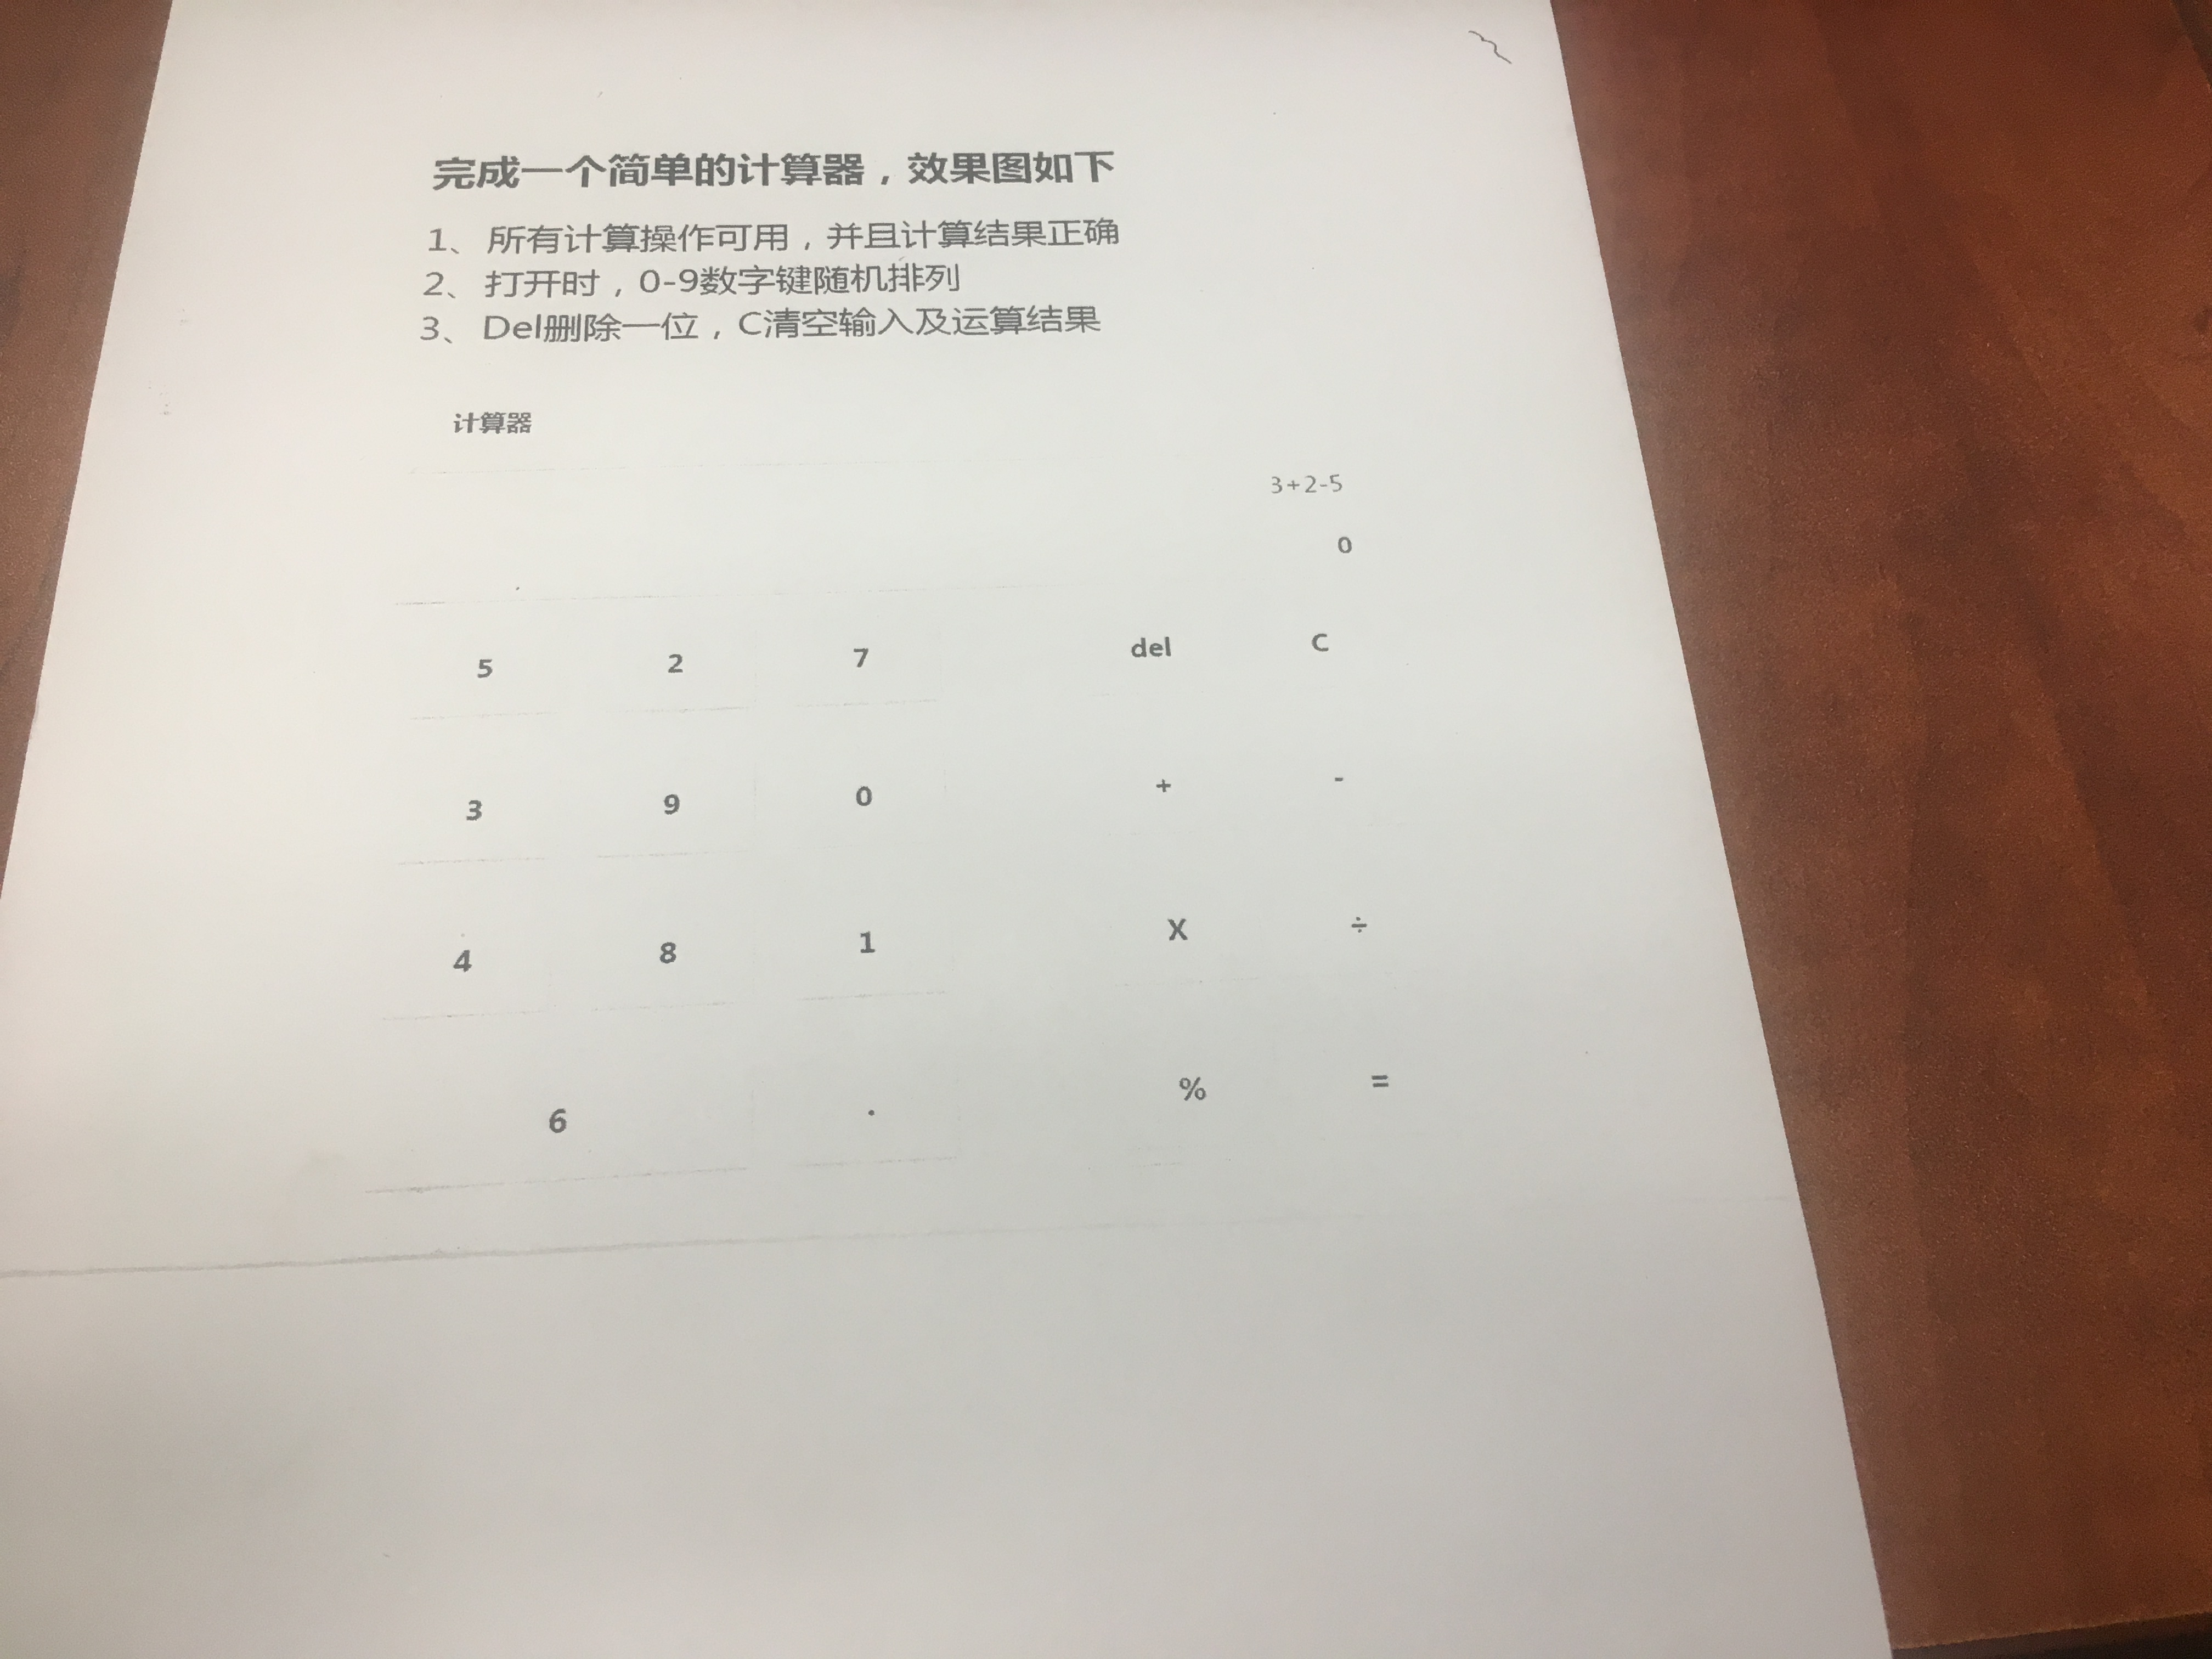 完成一个简单的计算器，效果图如下
1、 所有计算操作可用，并且计算结果正确
2、 打开时，0-9数字键随机排列
3、 Del删除一位，C清空输入及运算结果
计算器
3+2-5
0
5 2 7 del C
3 9 0 + -
4 8 1 X ÷
6 . % =